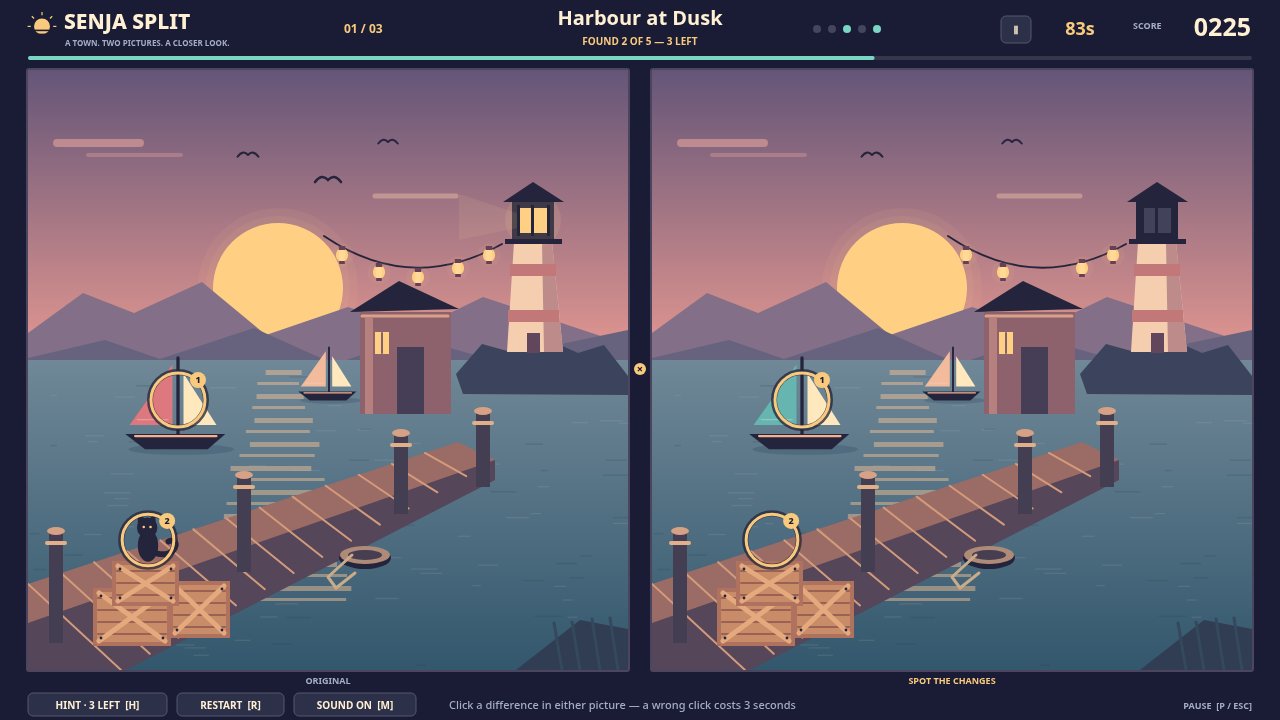 SENJA SPLIT
A TOWN. TWO PICTURES. A CLOSER LOOK.
01 / 03
Harbour at Dusk
FOUND 2 OF 5 — 3 LEFT
83s
SCORE
0225
1
1
2
2
ORIGINAL
SPOT THE CHANGES
HINT · 3 LEFT [H]
RESTART [R]
SOUND ON [M]
Click a difference in either picture — a wrong click costs 3 seconds
PAUSE [P / ESC]